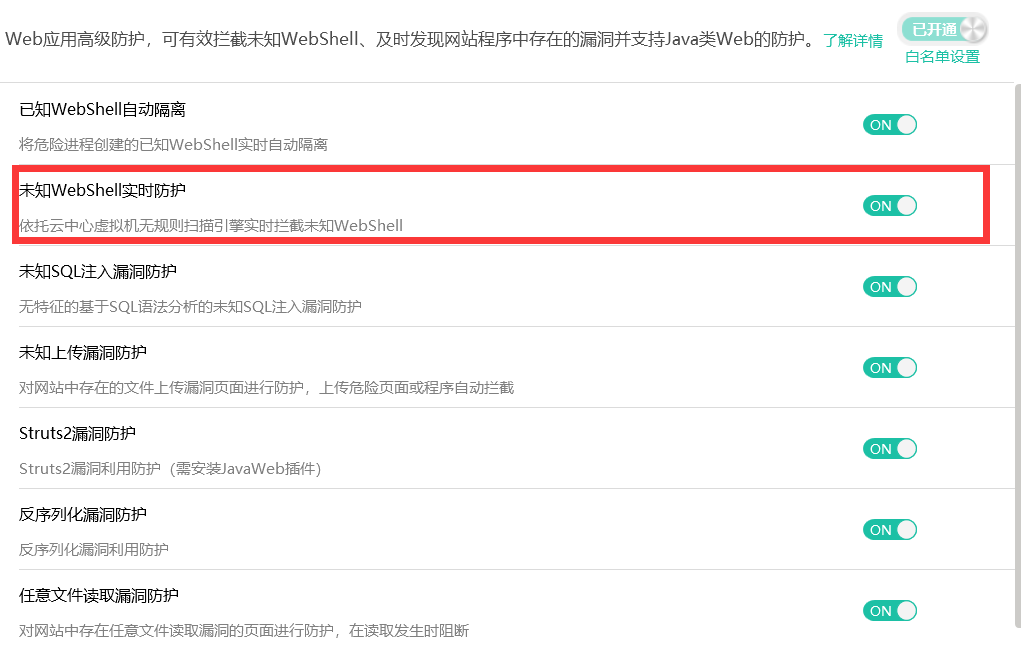 Web应用高级防护，可有效拦截未知WebShell、及时发现网站程序中存在的漏洞并支持Java类Web的防护。了解详情
已开通
白名单设置
已知WebShell自动隔离
ON
将危险进程创建的已知WebShell实时自动隔离
未知WebShell实时防护
ON
依托云中心虚拟机无规则扫描引擎实时拦截未知WebShell
未知SQL注入漏洞防护
ON
无特征的基于SQL语法分析的未知SQL注入漏洞防护
未知上传漏洞防护
ON
对网站中存在的文件上传漏洞页面进行防护，上传危险页面或程序自动拦截
Struts2漏洞防护
ON
Struts2漏洞利用防护（需安装JavaWeb插件）
反序列化漏洞防护
ON
反序列化漏洞利用防护
任意文件读取漏洞防护
ON
对网站中存在任意文件读取漏洞的页面进行防护，在读取发生时阻断